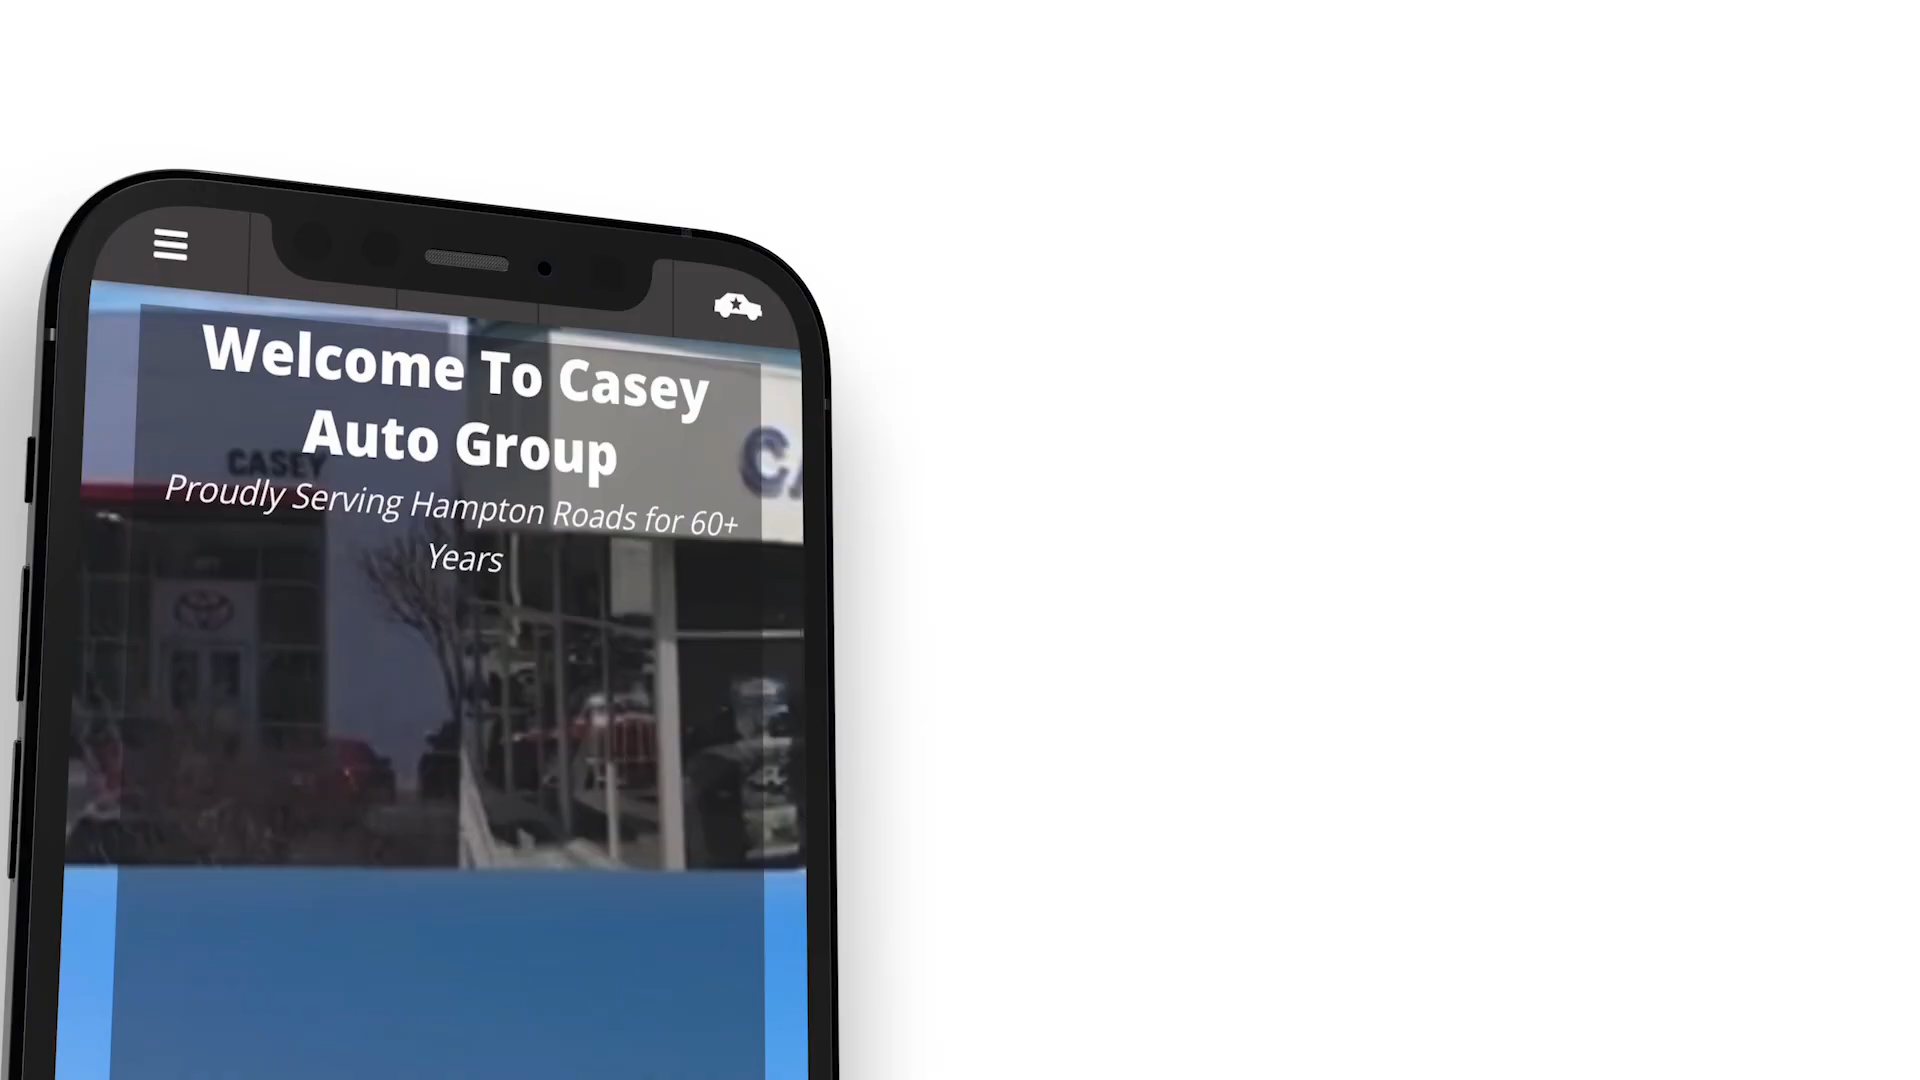 Welcome To Casey
Auto Group
CASEY
Proudly Serving Hampton Roads for 60+
Years